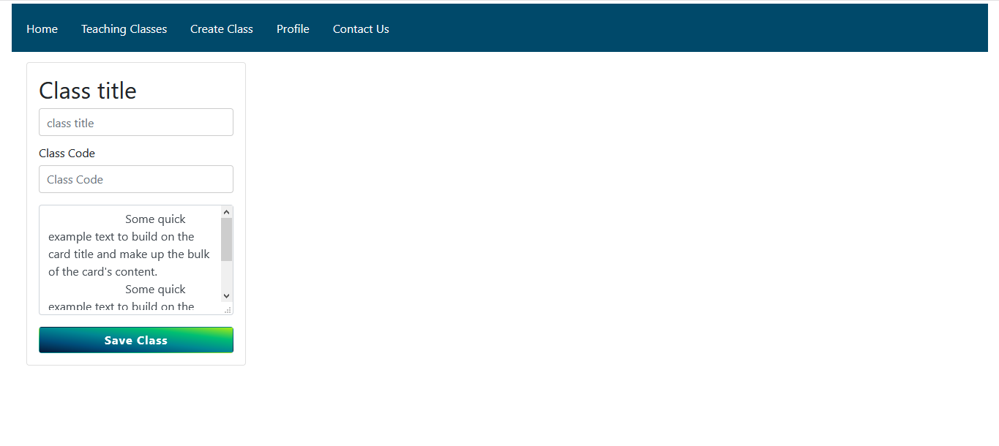 Home Teaching Classes Create Class Profile Contact Us
Class title
class title
Class Code
Class Code
Some quick
example text to build on the
card title and make up the bulk
of the card's content.
Some quick
example text to build on the
Save Class